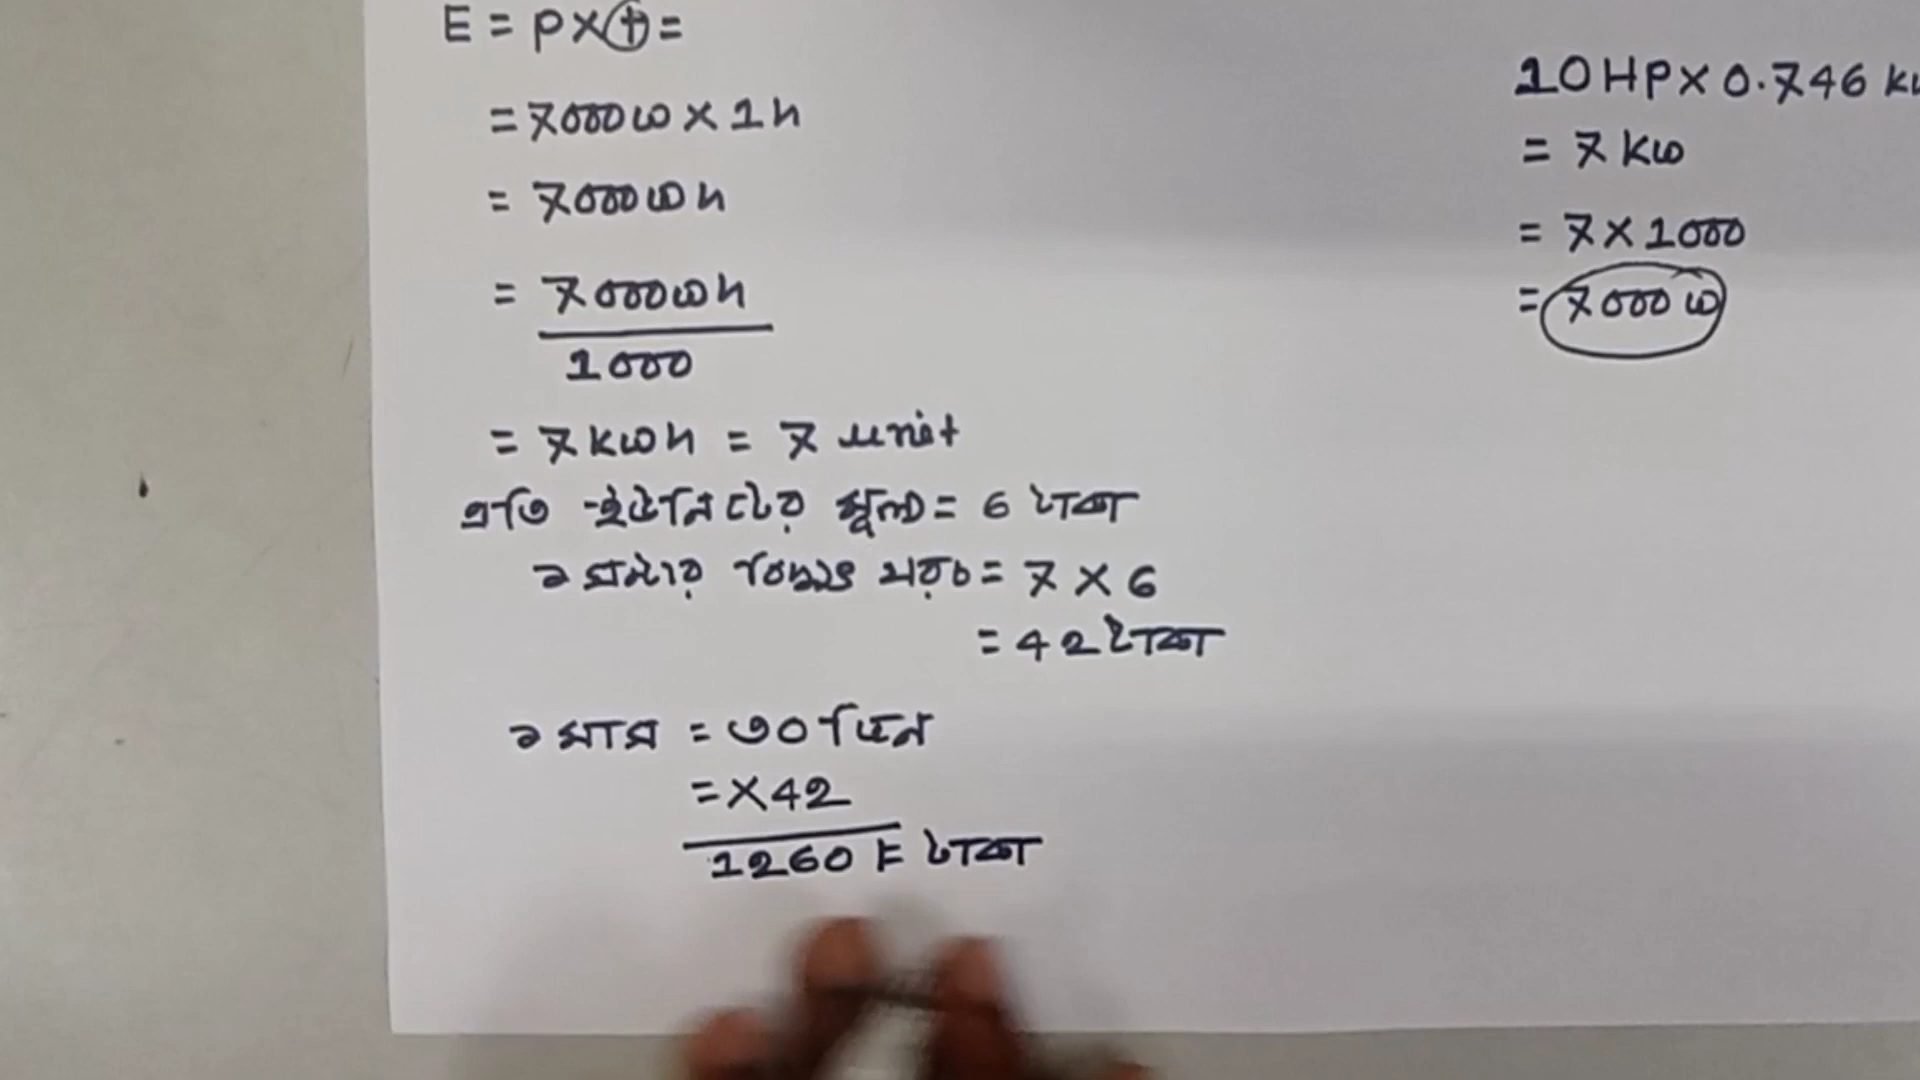 E = P×t =
= 7000w × 1h
= 7000wh
= 7000wh
1000
= 7kwh = 7 unit
প্রতি ইউনিটের মূল্য = 6 টাকা
১ ঘন্টার বিদ্যুৎ খরচ = 7 × 6
= 42 টাকা
১ মাস = ৩০ দিন
= ×42
1260 টাকা
10HP × 0.746
= 7 kw
= 7 × 1000
= 7000 w